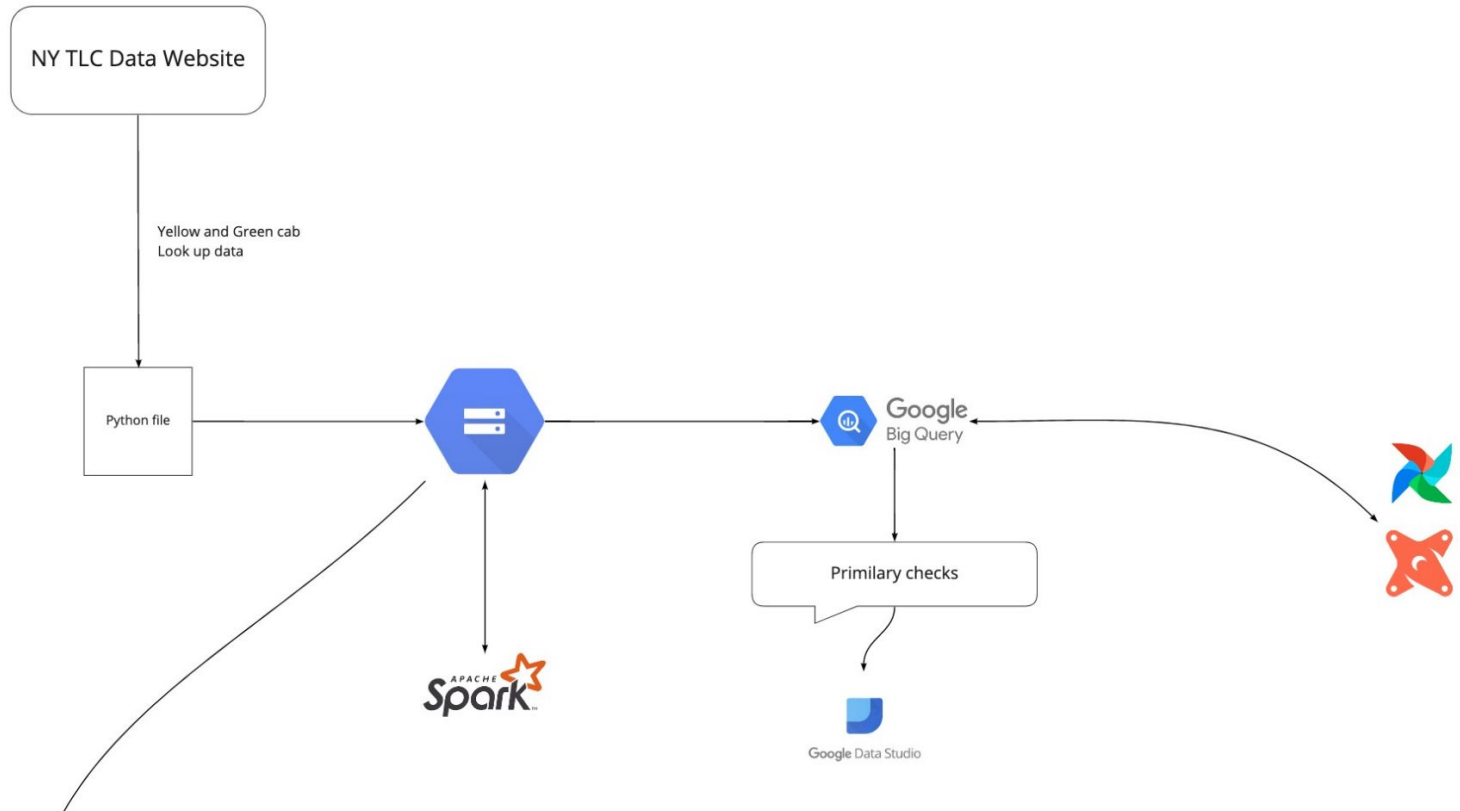 NY TLC Data Website
Yellow and Green cab
Look up data
Python file
Google
Big Query
Primilary checks
APACHE
Spark
Google Data Studio